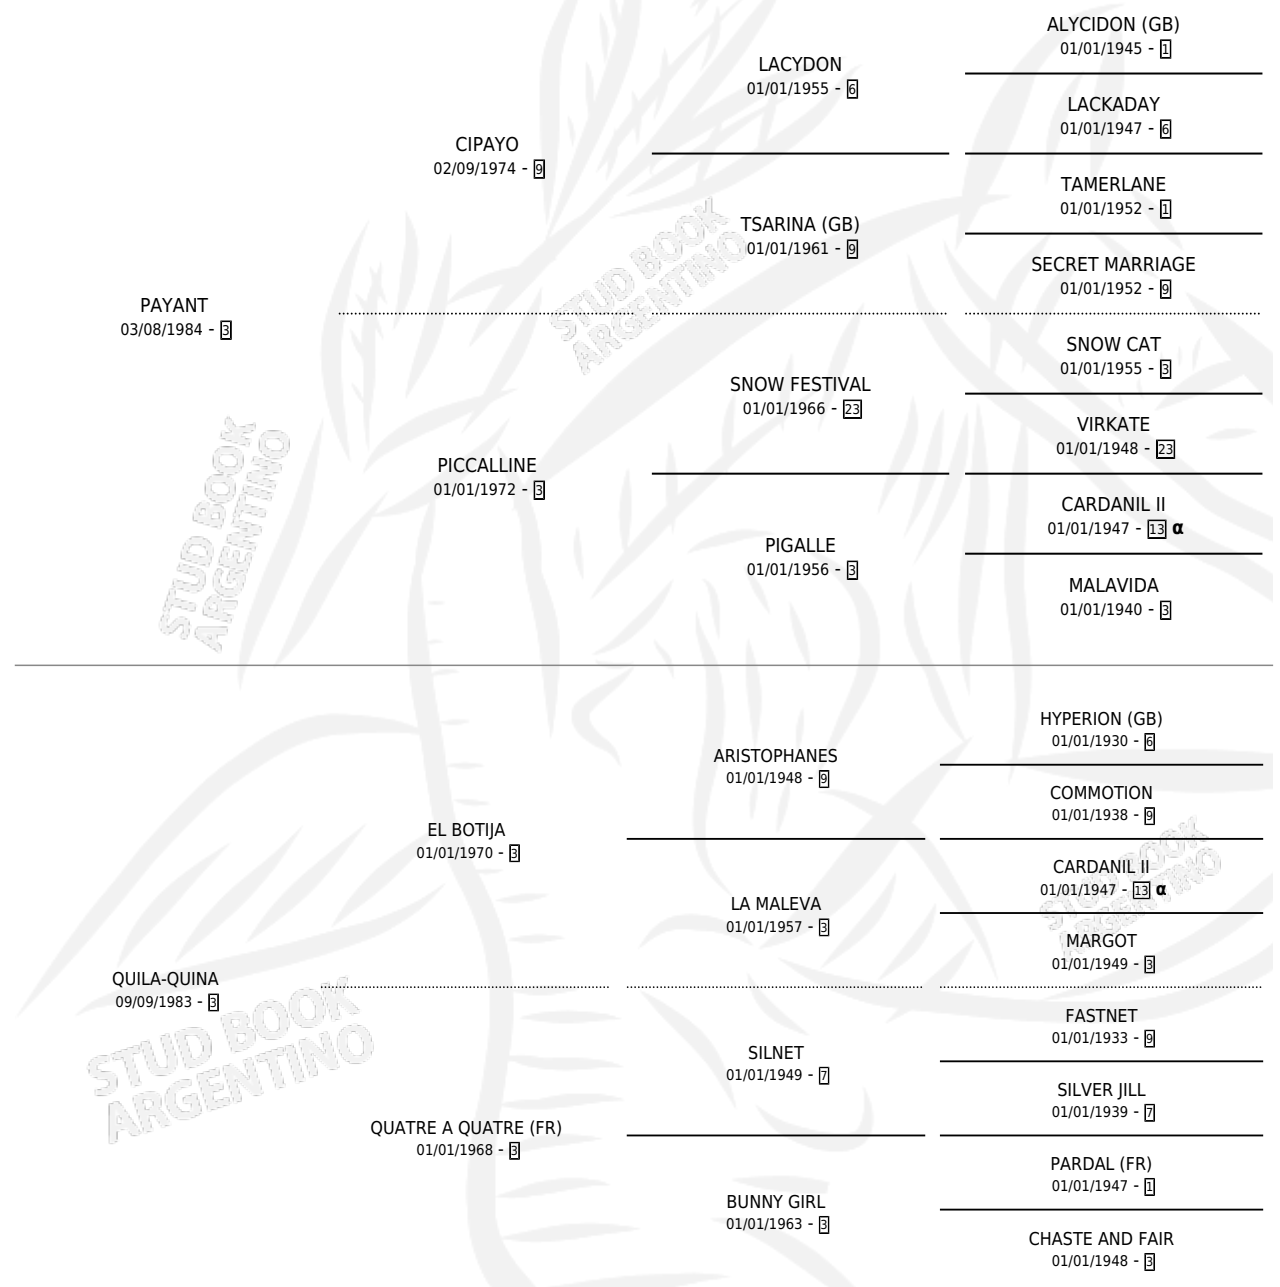 ALYCIDON (GB)
01/01/1945 - 1
LACYDON
01/01/1955 - 6
LACKADAY
01/01/1947 - 6
CIPAYO
02/09/1974 - 9
TAMERLANE
01/01/1952 - 1
TSARINA (GB)
01/01/1961 - 9
SECRET MARRIAGE
01/01/1952 - 9
PAYANT
03/08/1984 - 3
STUD BOOK
ARGENTINO
SNOW CAT
01/01/1955 - 3
SNOW FESTIVAL
01/01/1966 - 23
VIRKATE
01/01/1948 - 23
PICCALLINE
01/01/1972 - 3
CARDANIL II
01/01/1947 - 13 α
PIGALLE
01/01/1956 - 3
MALAVIDA
01/01/1940 - 3
STUD BOOK
ARGENTINO
HYPERION (GB)
01/01/1930 - 6
ARISTOPHANES
01/01/1948 - 9
COMMOTION
01/01/1938 - 9
EL BOTIJA
01/01/1970 - 3
CARDANIL II
01/01/1947 - 13 α
STUD BOOK
ARGENTINO
LA MALEVA
01/01/1957 - 3
MARGOT
01/01/1949 - 3
QUILA-QUINA
09/09/1983 - 3
FASTNET
01/01/1933 - 9
SILNET
01/01/1949 - 7
SILVER JILL
01/01/1939 - 7
STUD BOOK
ARGENTINO
QUATRE A QUATRE (FR)
01/01/1968 - 3
PARDAL (FR)
01/01/1947 - 1
BUNNY GIRL
01/01/1963 - 3
CHASTE AND FAIR
01/01/1948 - 3